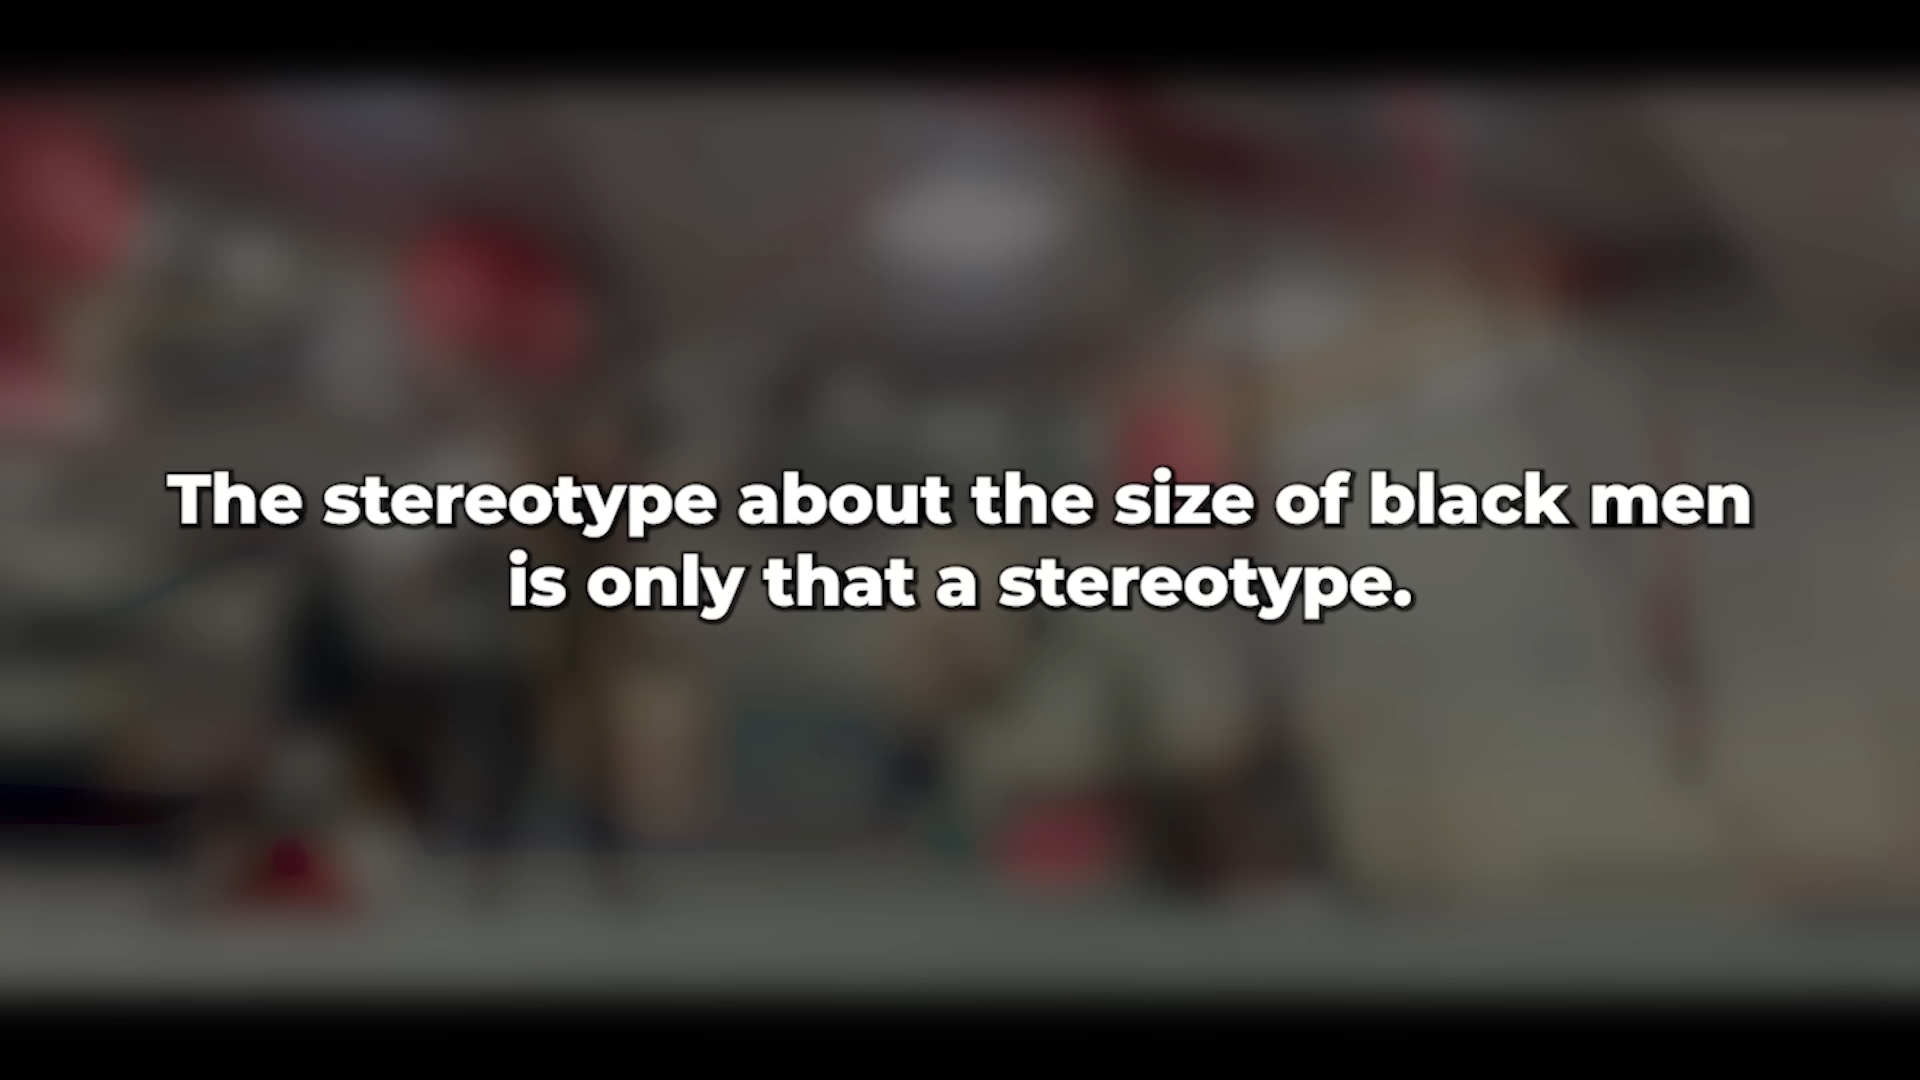 The stereotype about the size of black men
is only that a stereotype.